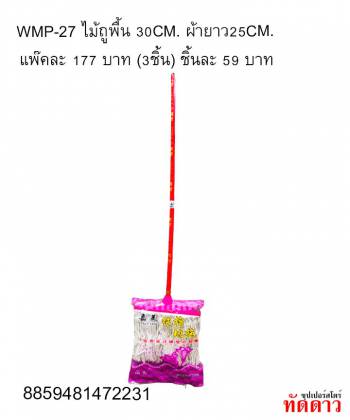 WMP-27 ไม้ถูพื้น 30CM. ผ้ายาว25CM.
แพ๊คละ 177 บาท (3ชิ้น) ชิ้นละ 59 บาท
8859481472231
ซุปเปอร์สโตร์
ทัดดาว